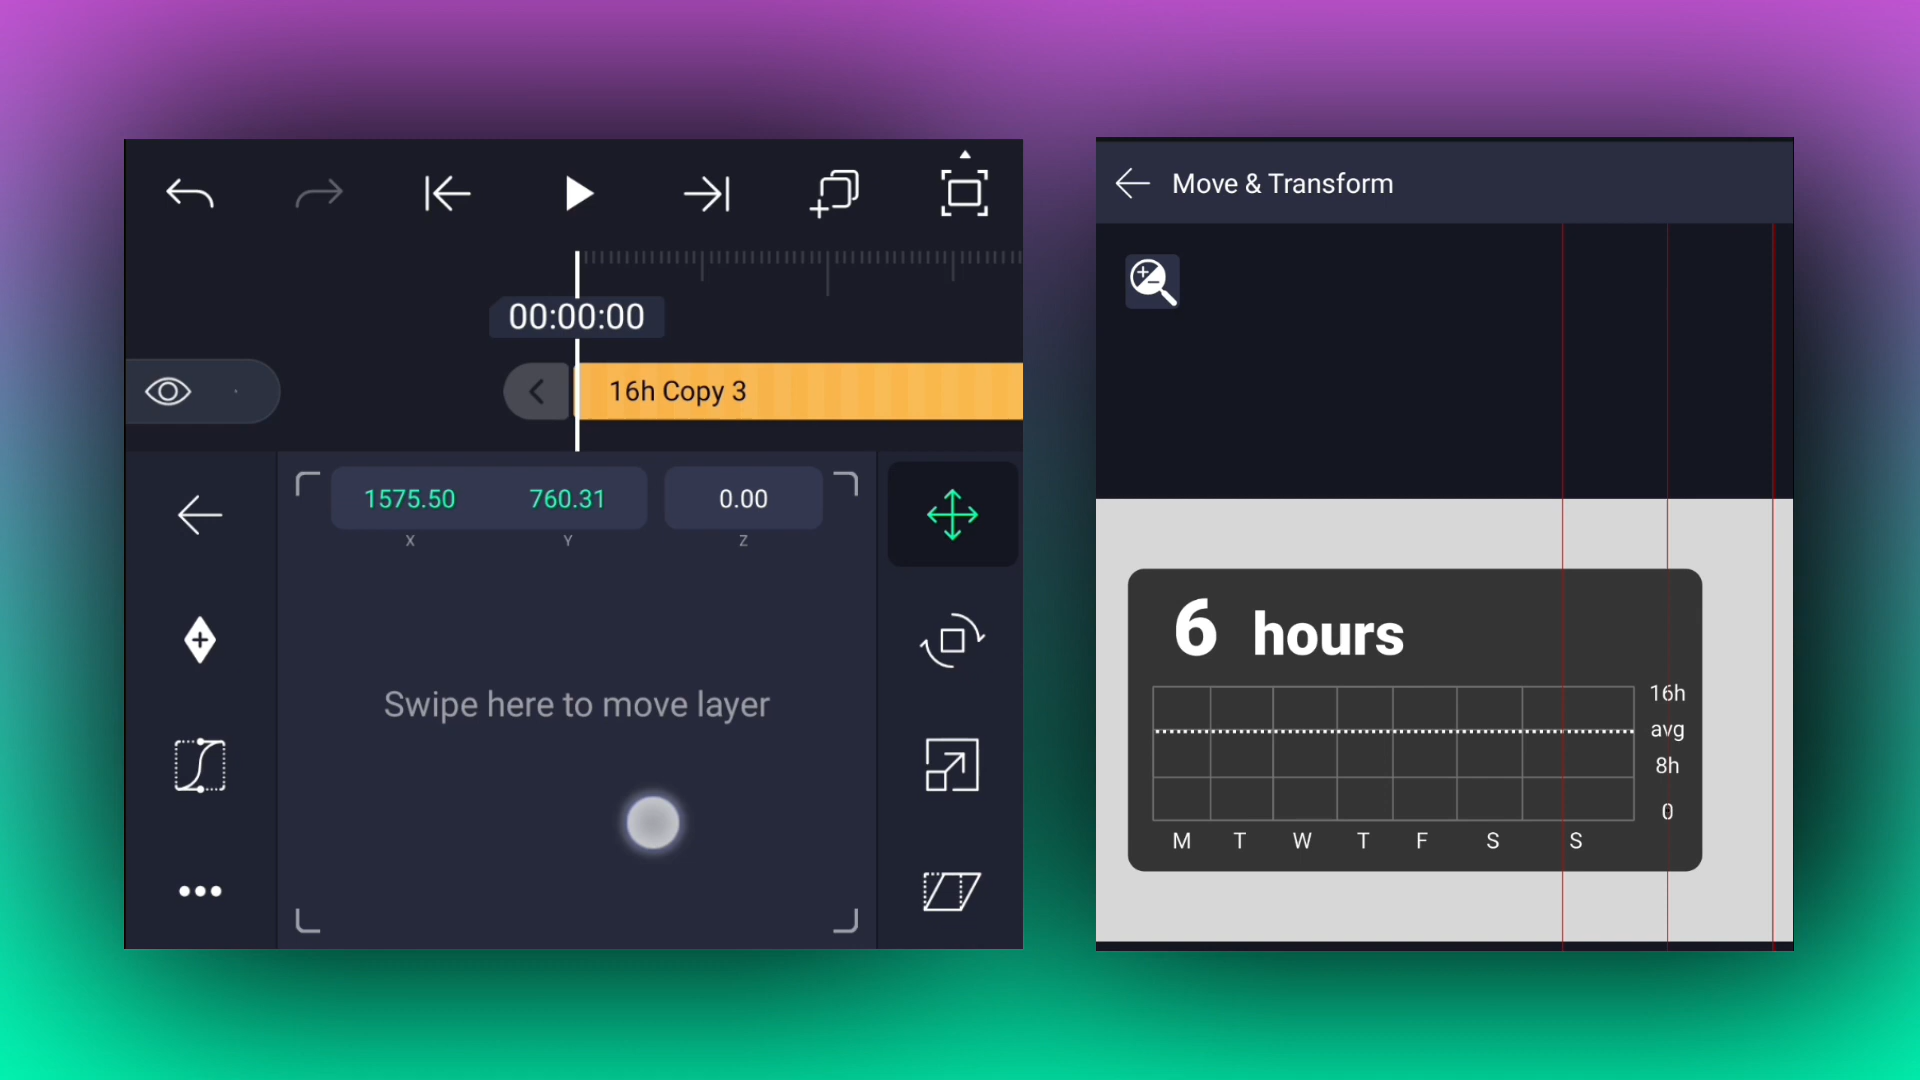 00:00:00
16h Copy 3
1575.50 760.31 0.00
X Y Z
Swipe here to move layer
Move & Transform
6 hours
16h
avg
8h
0
M T W T F S S